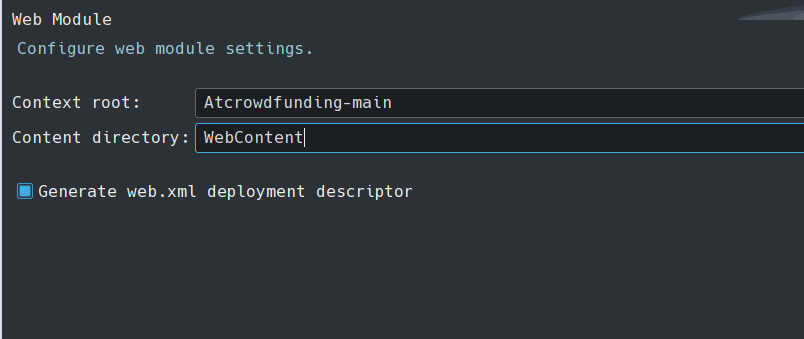 Web Module
Configure web module settings.
Context root: Atcrowdfunding-main
Content directory: WebContent
Generate web.xml deployment descriptor